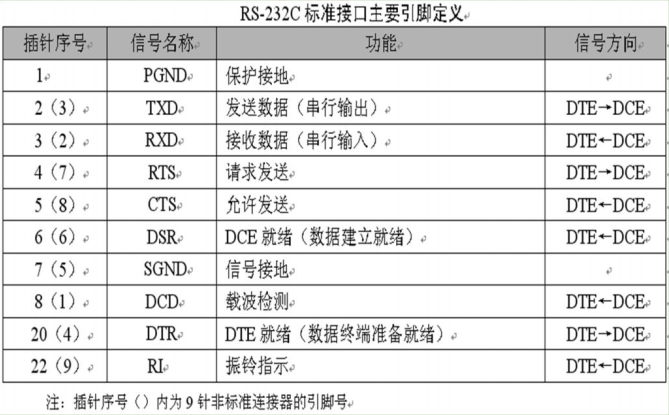 RS-232C 标准接口主要引脚定义
插针序号 信号名称 功能 信号方向
1 PGND 保护接地
2（3） TXD 发送数据（串行输出） DTE→DCE
3（2） RXD 接收数据（串行输入） DTE←DCE
4（7） RTS 请求发送 DTE→DCE
5（8） CTS 允许发送 DTE←DCE
6（6） DSR DCE 就绪（数据建立就绪） DTE←DCE
7（5） SGND 信号接地
8（1） DCD 载波检测 DTE←DCE
20（4） DTR DTE 就绪（数据终端准备就绪） DTE→DCE
22（9） RI 振铃指示 DTE←DCE
注：插针序号（）内为 9 针非标准连接器的引脚号